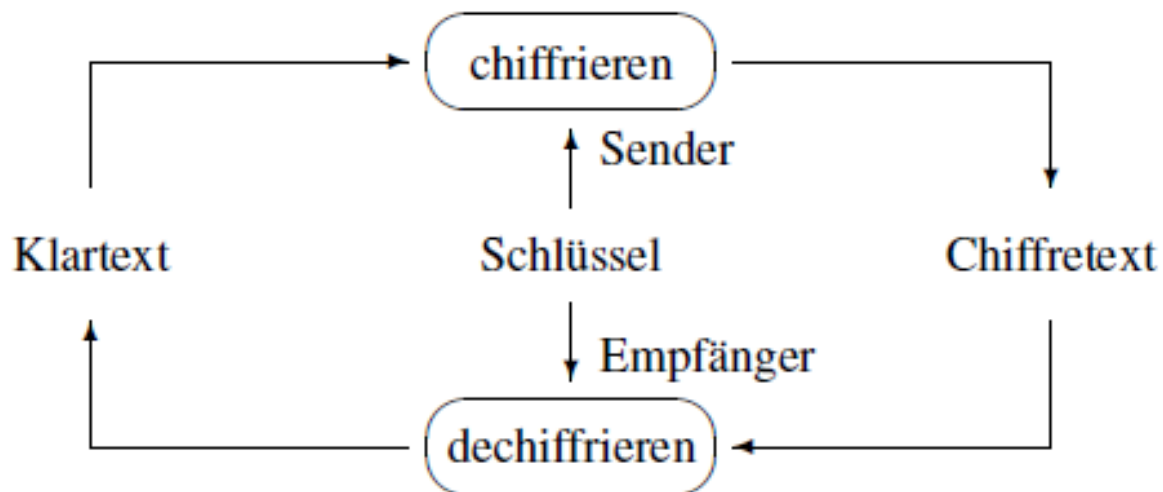 chiffrieren
Sender
Klartext Schlüssel Chiffretext
Empfänger
dechiffrieren